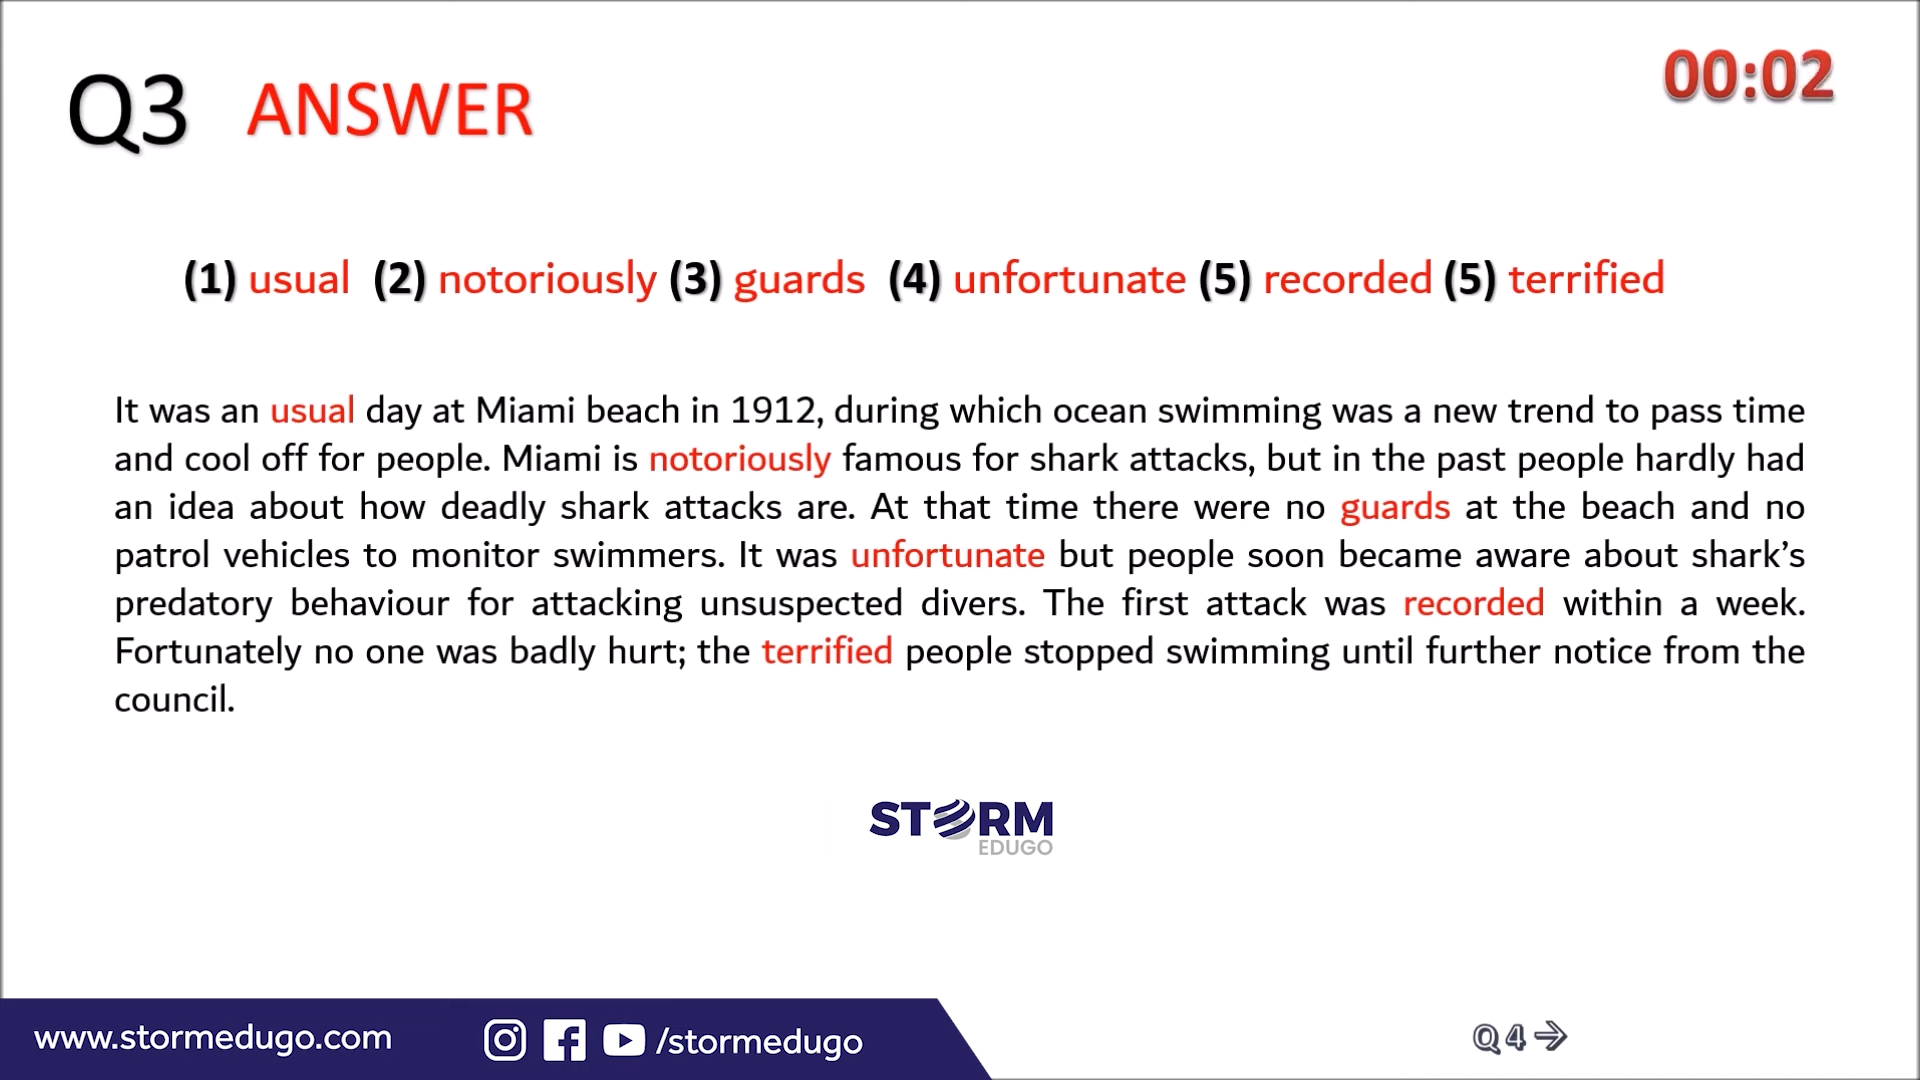 Q3 ANSWER
00:02
(1) usual (2) notoriously (3) guards (4) unfortunate (5) recorded (5) terrified
It was an usual day at Miami beach in 1912, during which ocean swimming was a new trend to pass time
and cool off for people. Miami is notoriously famous for shark attacks, but in the past people hardly had
an idea about how deadly shark attacks are. At that time there were no guards at the beach and no
patrol vehicles to monitor swimmers. It was unfortunate but people soon became aware about shark’s
predatory behaviour for attacking unsuspected divers. The first attack was recorded within a week.
Fortunately no one was badly hurt; the terrified people stopped swimming until further notice from the
council.
STORM
EDUGO
www.stormedugo.com
/stormedugo
Q4→